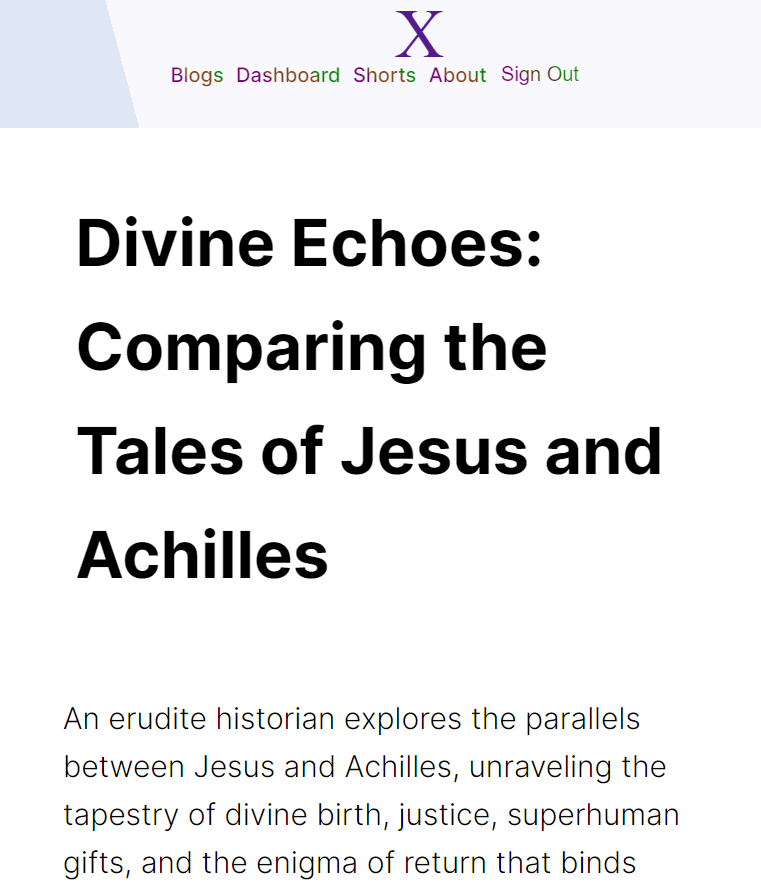 X
Blogs Dashboard Shorts About Sign Out
Divine Echoes:
Comparing the
Tales of Jesus and
Achilles
An erudite historian explores the parallels
between Jesus and Achilles, unraveling the
tapestry of divine birth, justice, superhuman
gifts, and the enigma of return that binds